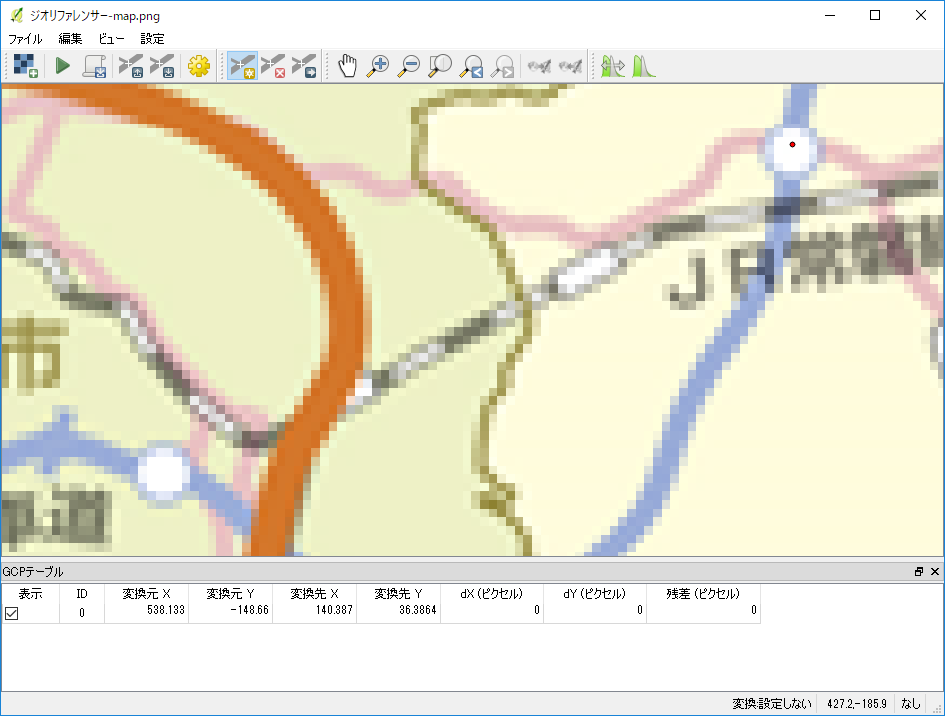 ジオリファレンサー-map.png
ファイル 編集 ビュー 設定
JR常磐線
市
都道
GCPテーブル
表示 ID 変換元 X 変換元 Y 変換先 X 変換先 Y dX (ピクセル) dY (ピクセル) 残差 (ピクセル)
0 538.133 -148.66 140.387 36.3864 0 0 0
変換:設定しない 427.2,-185.9 なし